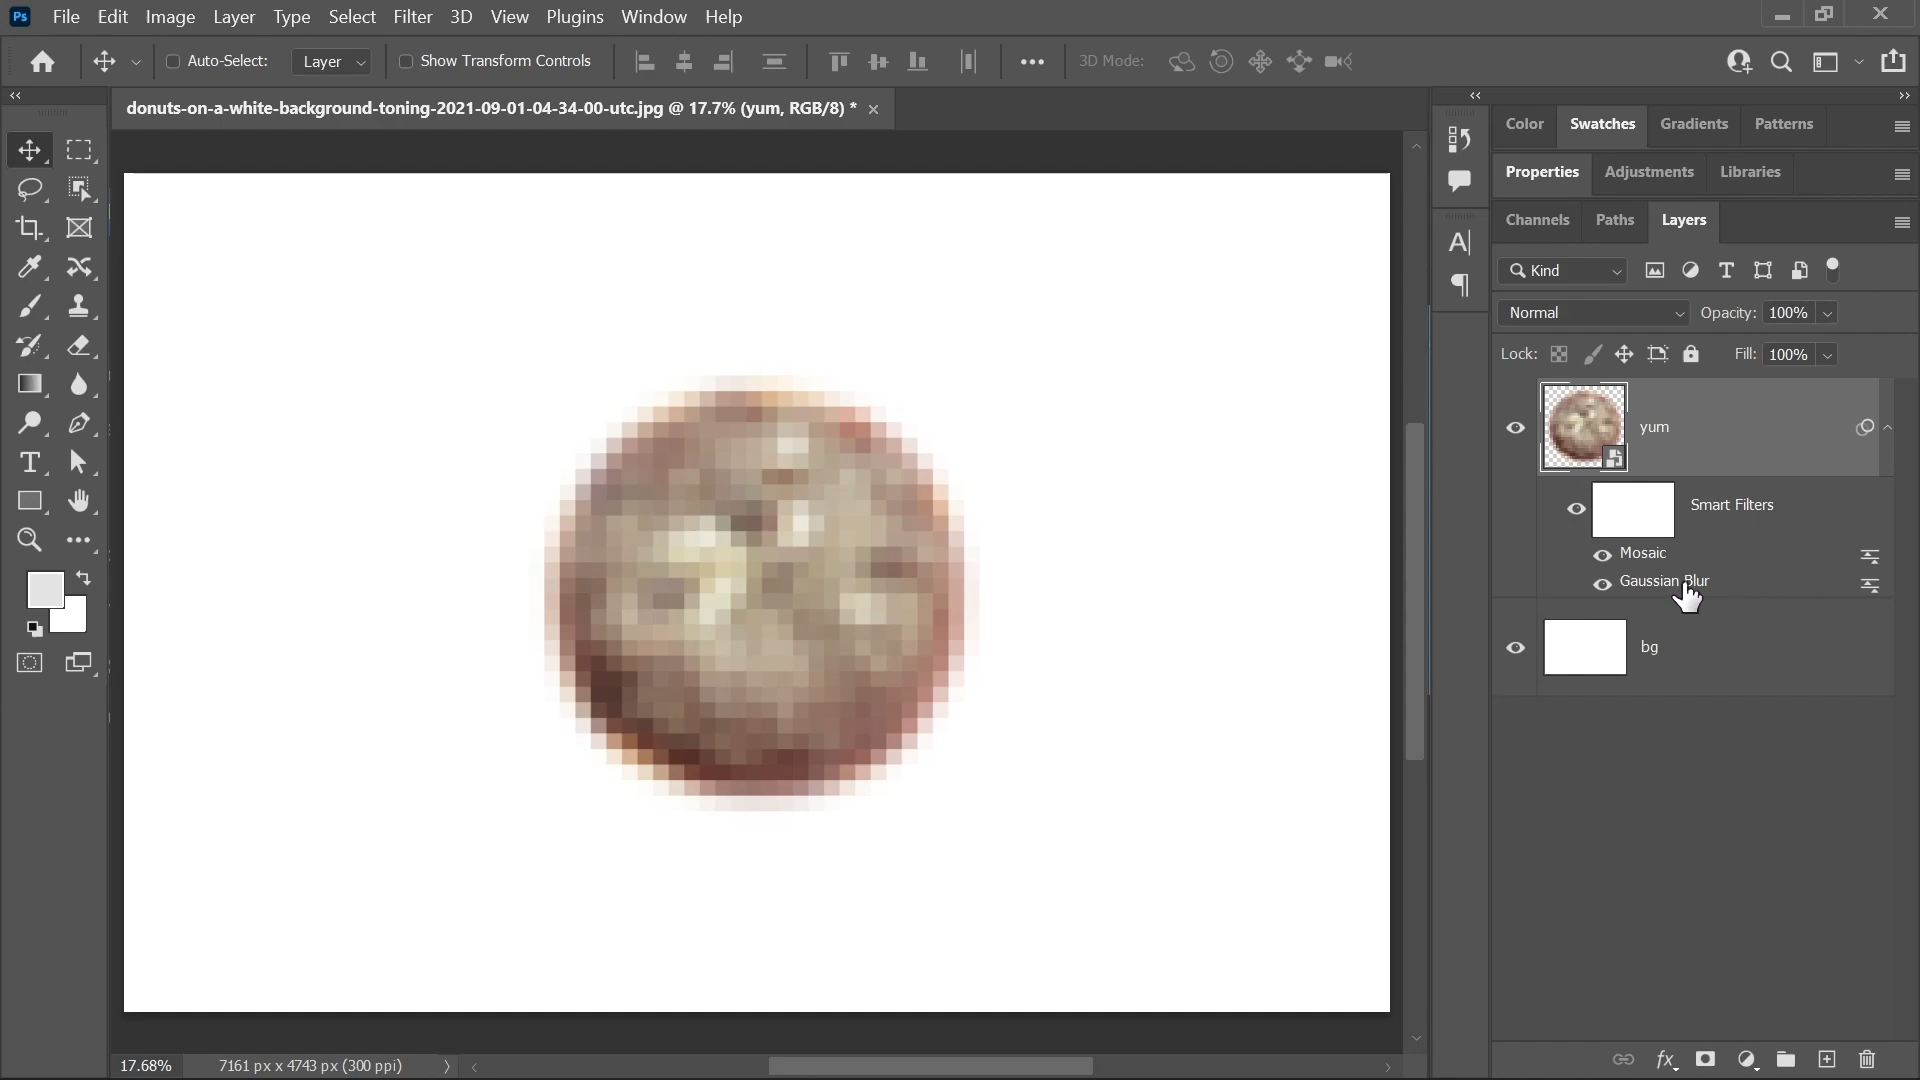 Ps File Edit Image Layer Type Select Filter 3D View Plugins Window Help
Auto-Select: Layer Show Transform Controls 3D Mode:
donuts-on-a-white-background-toning-2021-09-01-04-34-00-utc.jpg @ 17.7% (yum, RGB/8) *
Color Swatches Gradients Patterns
Properties Adjustments Libraries
Channels Paths Layers
Kind
Normal Opacity: 100%
Lock: Fill: 100%
yum
Smart Filters
Mosaic
Gaussian Blur
bg
17.68% 7161 px x 4743 px (300 ppi)